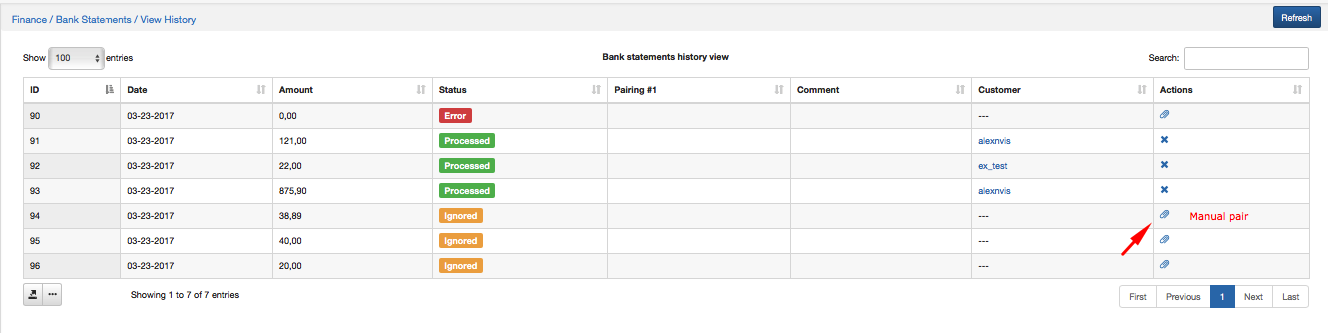 Finance / Bank Statements / View History Refresh
Show 100 entries Bank statements history view Search:
ID Date Amount Status Pairing #1 Comment Customer Actions
90 03-23-2017 0,00 Error ---
91 03-23-2017 121,00 Processed alexnvis
92 03-23-2017 22,00 Processed ex_test
93 03-23-2017 875,90 Processed alexnvis
94 03-23-2017 38,89 Ignored --- Manual pair
95 03-23-2017 40,00 Ignored ---
96 03-23-2017 20,00 Ignored ---
Showing 1 to 7 of 7 entries First Previous 1 Next Last